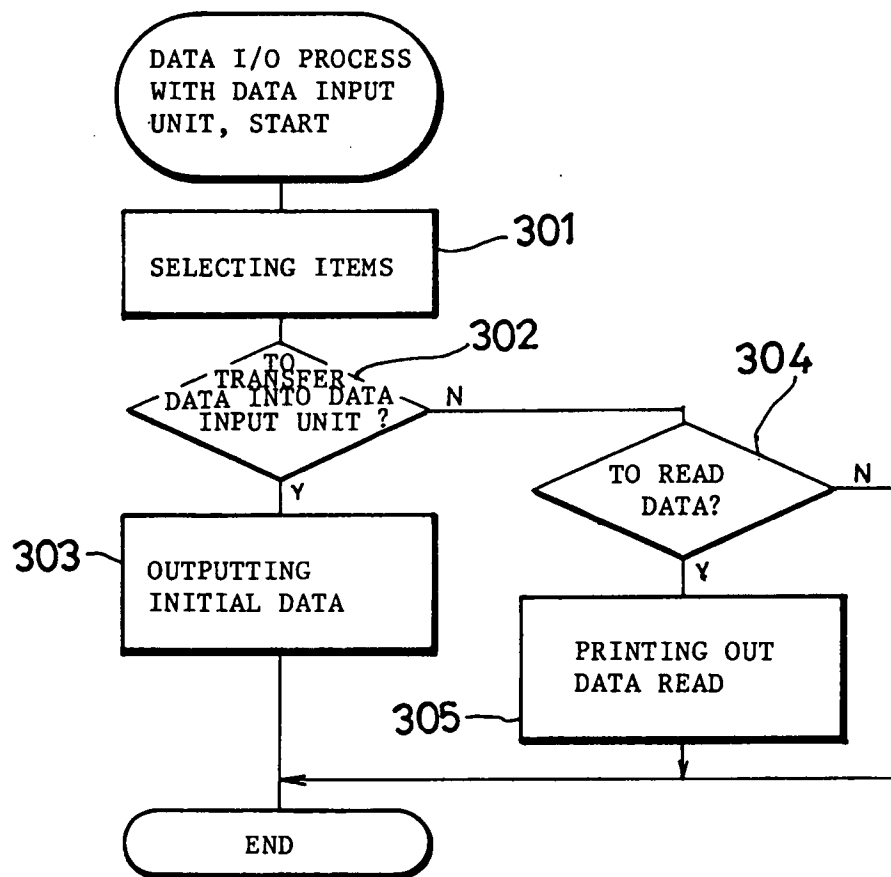 DATA I/O PROCESS
WITH DATA INPUT
UNIT, START
301
SELECTING ITEMS
302
TO
TRANSFER
DATA INTO DATA
INPUT UNIT ?
N
Y
304
TO READ
DATA?
N
Y
303
OUTPUTTING
INITIAL DATA
PRINTING OUT
DATA READ
305
END